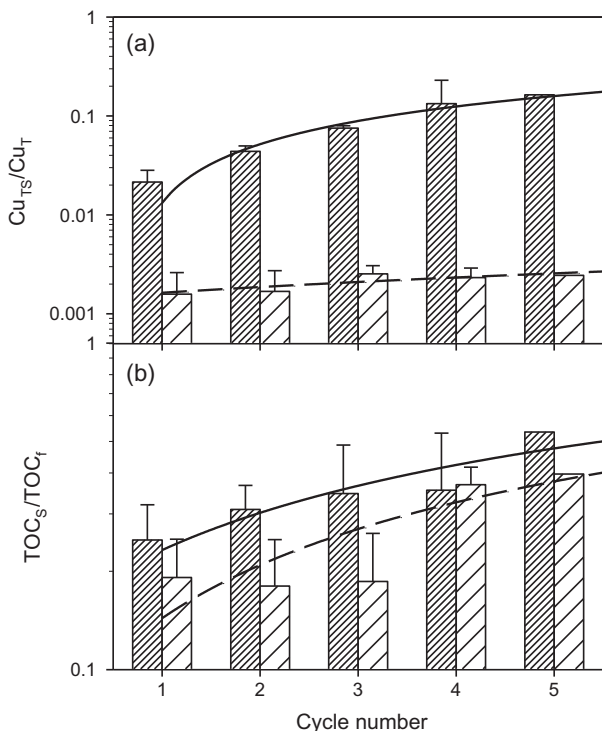 (a)
1
0.1
0.01
0.001
Cu_TS/Cu_T
(b)
1
0.1
TOC_S/TOC_f
1 2 3 4 5
Cycle number